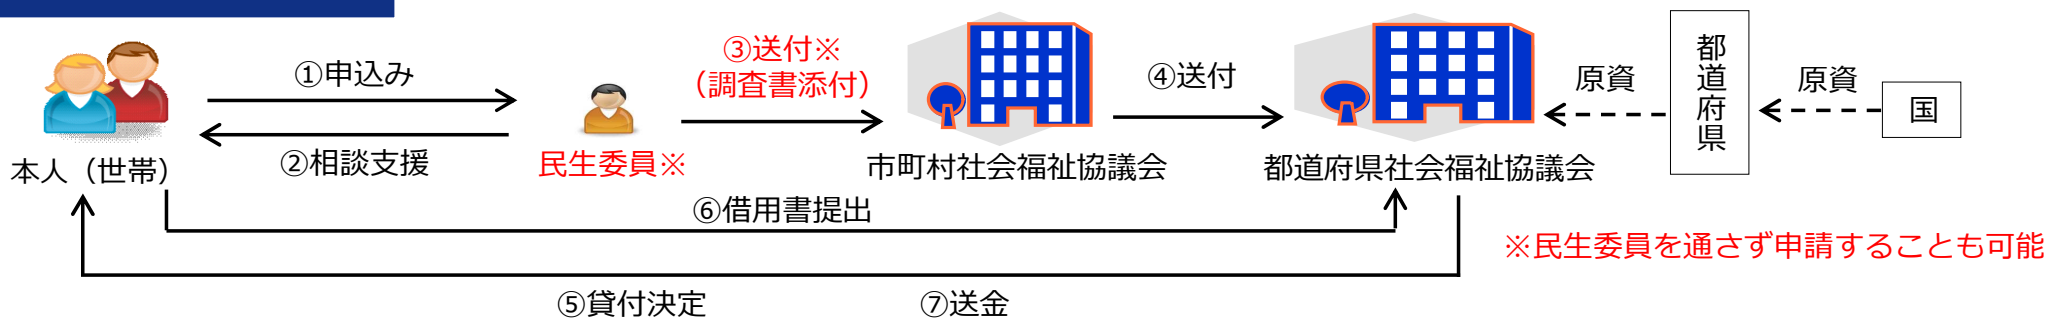 ①申込み
②相談支援
本人（世帯）
民生委員※
③送付※
（調査書添付）
市町村社会福祉協議会
④送付
都道府県社会福祉協議会
原資
都道府県
原資
国
⑥借用書提出
※民生委員を通さず申請することも可能
⑤貸付決定
⑦送金